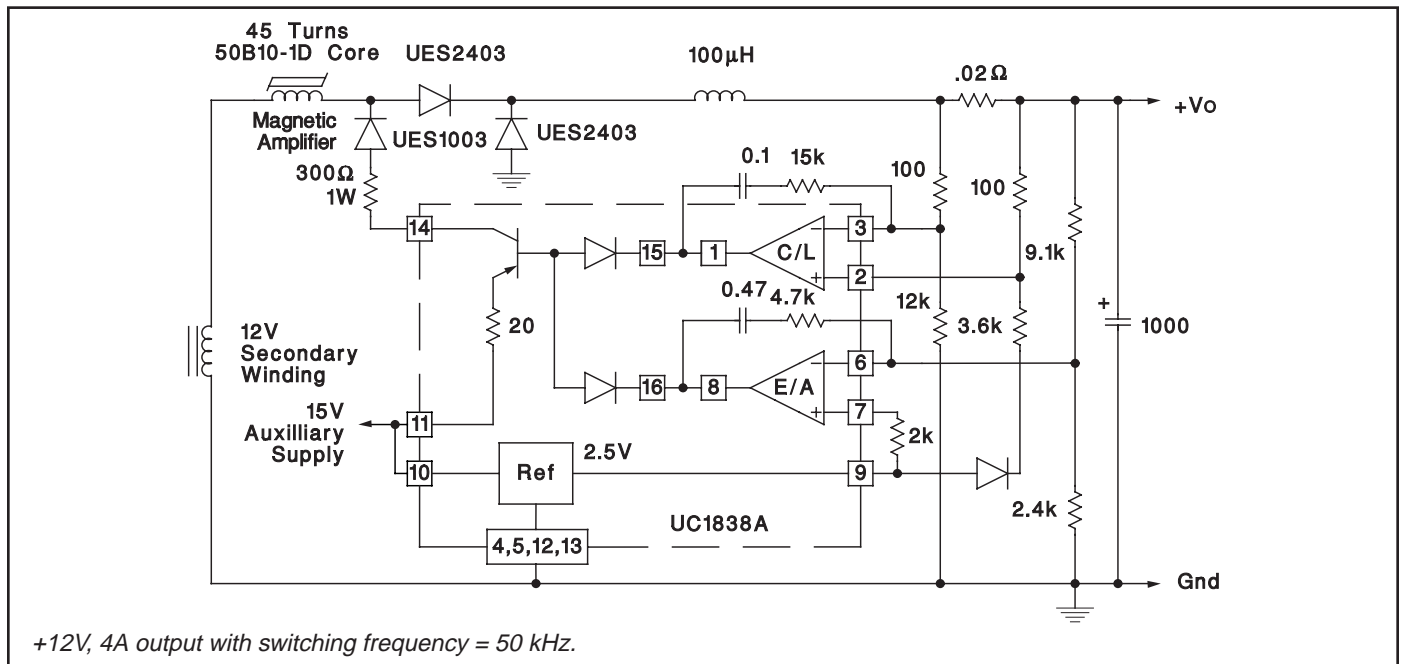 45 Turns
50B10-1D Core
UES2403
100µH
.02Ω
+Vo
Magnetic
Amplifier
UES1003
UES2403
300Ω
1W
0.1
15k
100
100
14
15
1
C/L
−
+
3
2
9.1k
20
0.47
4.7k
12k
3.6k
+
1000
12V
Secondary
Winding
16
8
E/A
−
+
6
7
15V
Auxilliary
Supply
11
2k
10
Ref
2.5V
9
2.4k
UC1838A
4,5,12,13
Gnd
+12V, 4A output with switching frequency = 50 kHz.